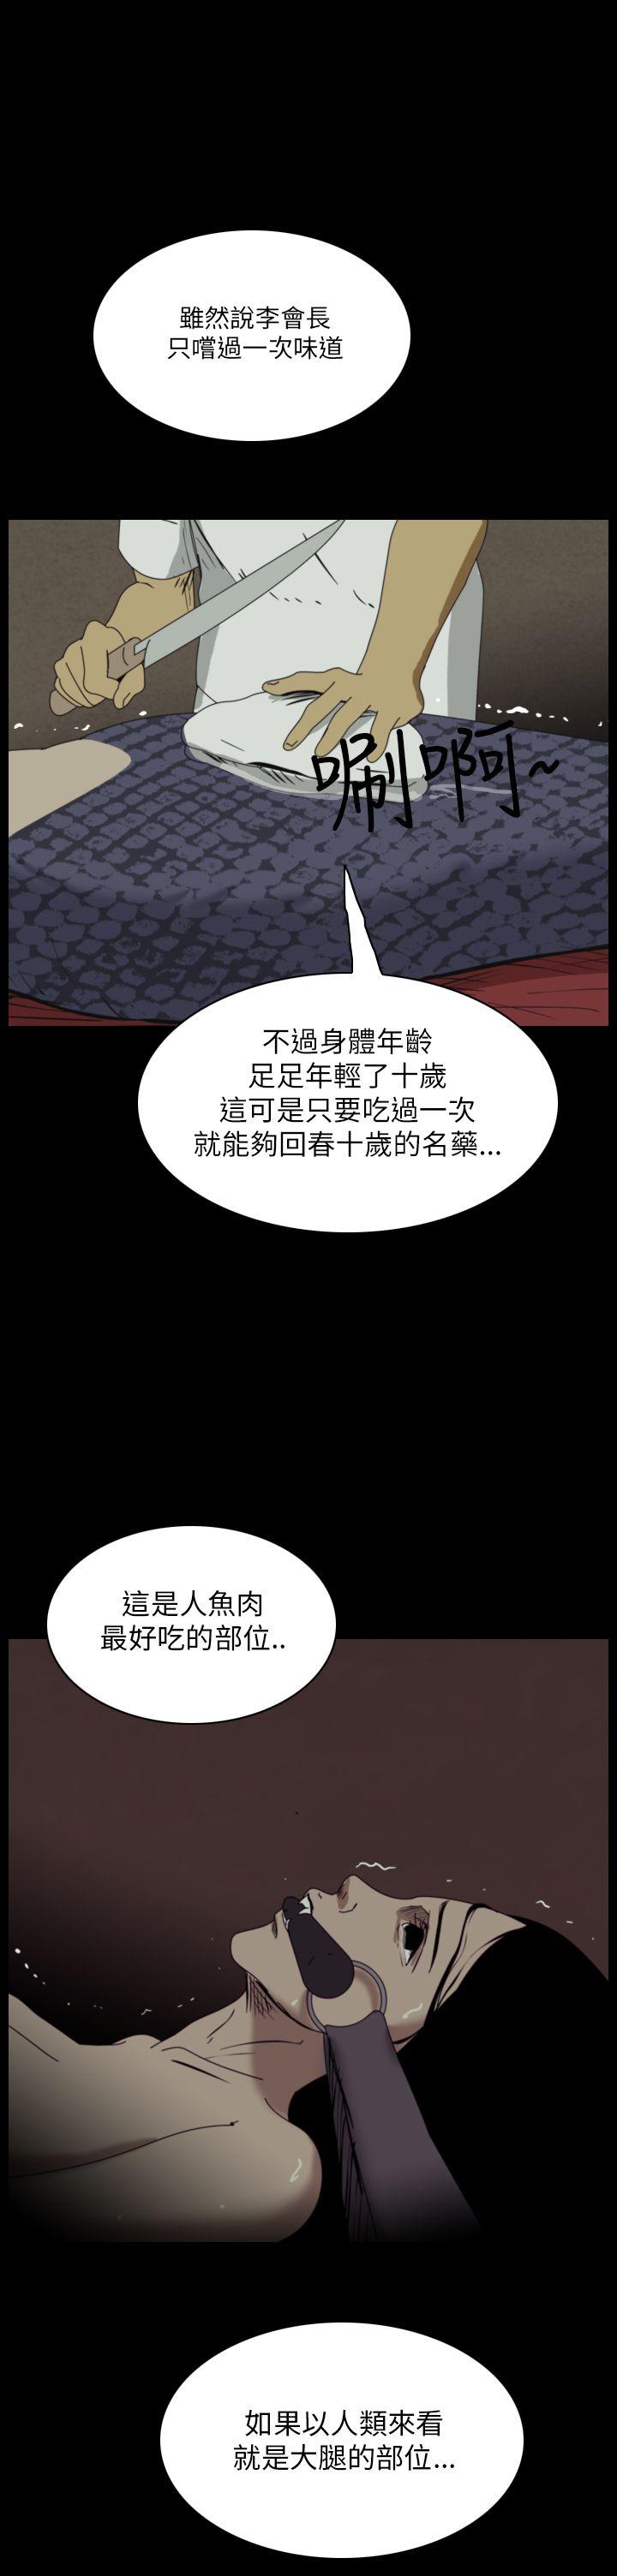 雖然說李會長
只嚐過一次味道
唰啊~
不過身體年齡
足足年輕了十歲
這可是只要吃過一次
就能夠回春十歲的名藥...
這是人魚肉
最好吃的部位..
如果以人類來看
就是大腿的部位...